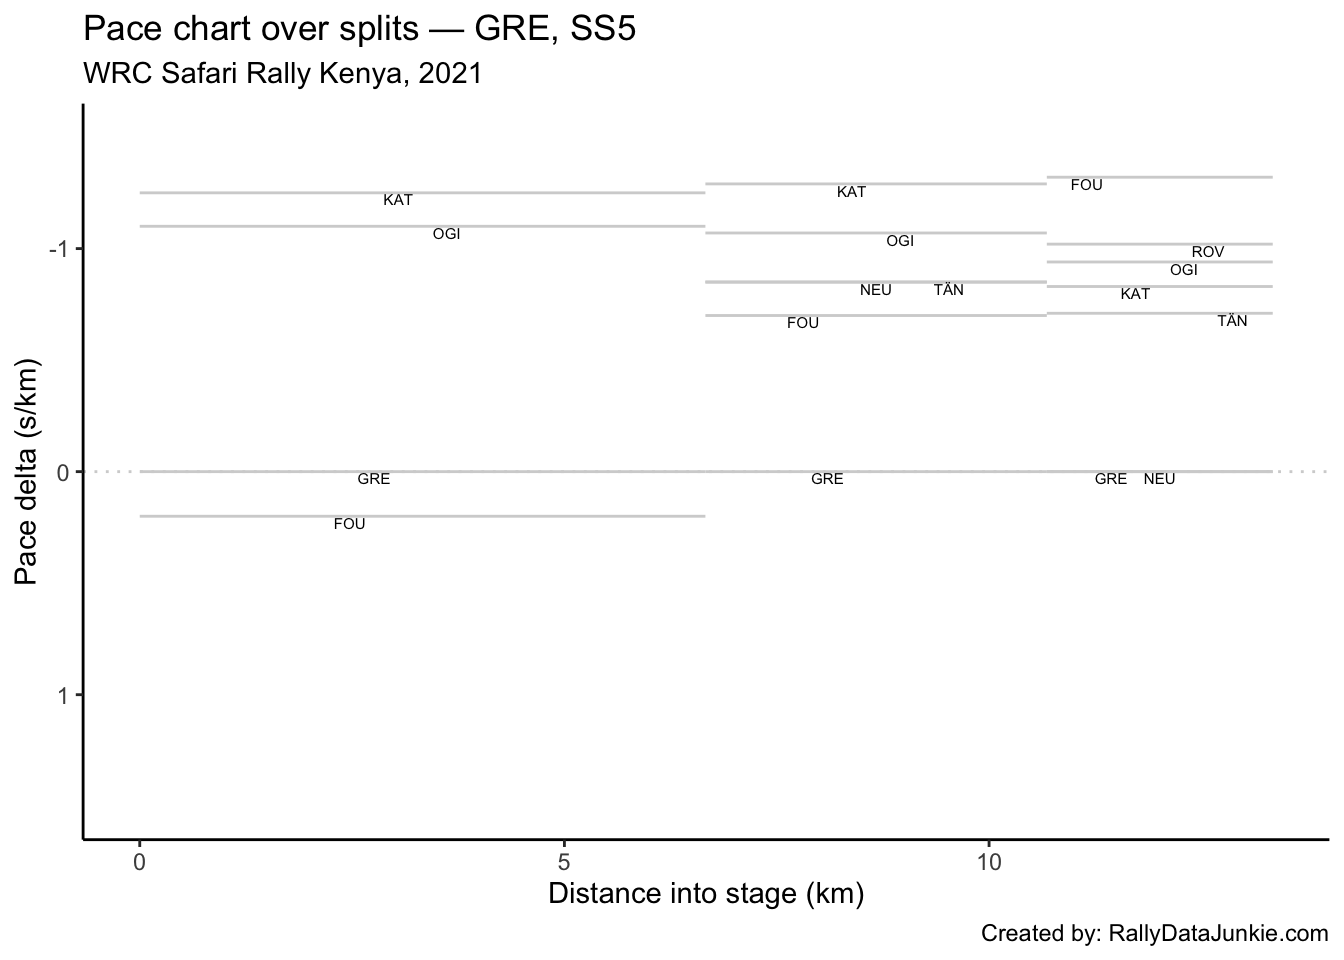 Pace chart over splits — GRE, SS5
WRC Safari Rally Kenya, 2021
Pace delta (s/km)
-1
0
1
KAT
OGI
GRE
FOU
KAT
OGI
NEU TÄN
FOU
GRE
FOU
ROV
OGI
KAT
TÄN
GRE NEU
0 5 10
Distance into stage (km)
Created by: RallyDataJunkie.com